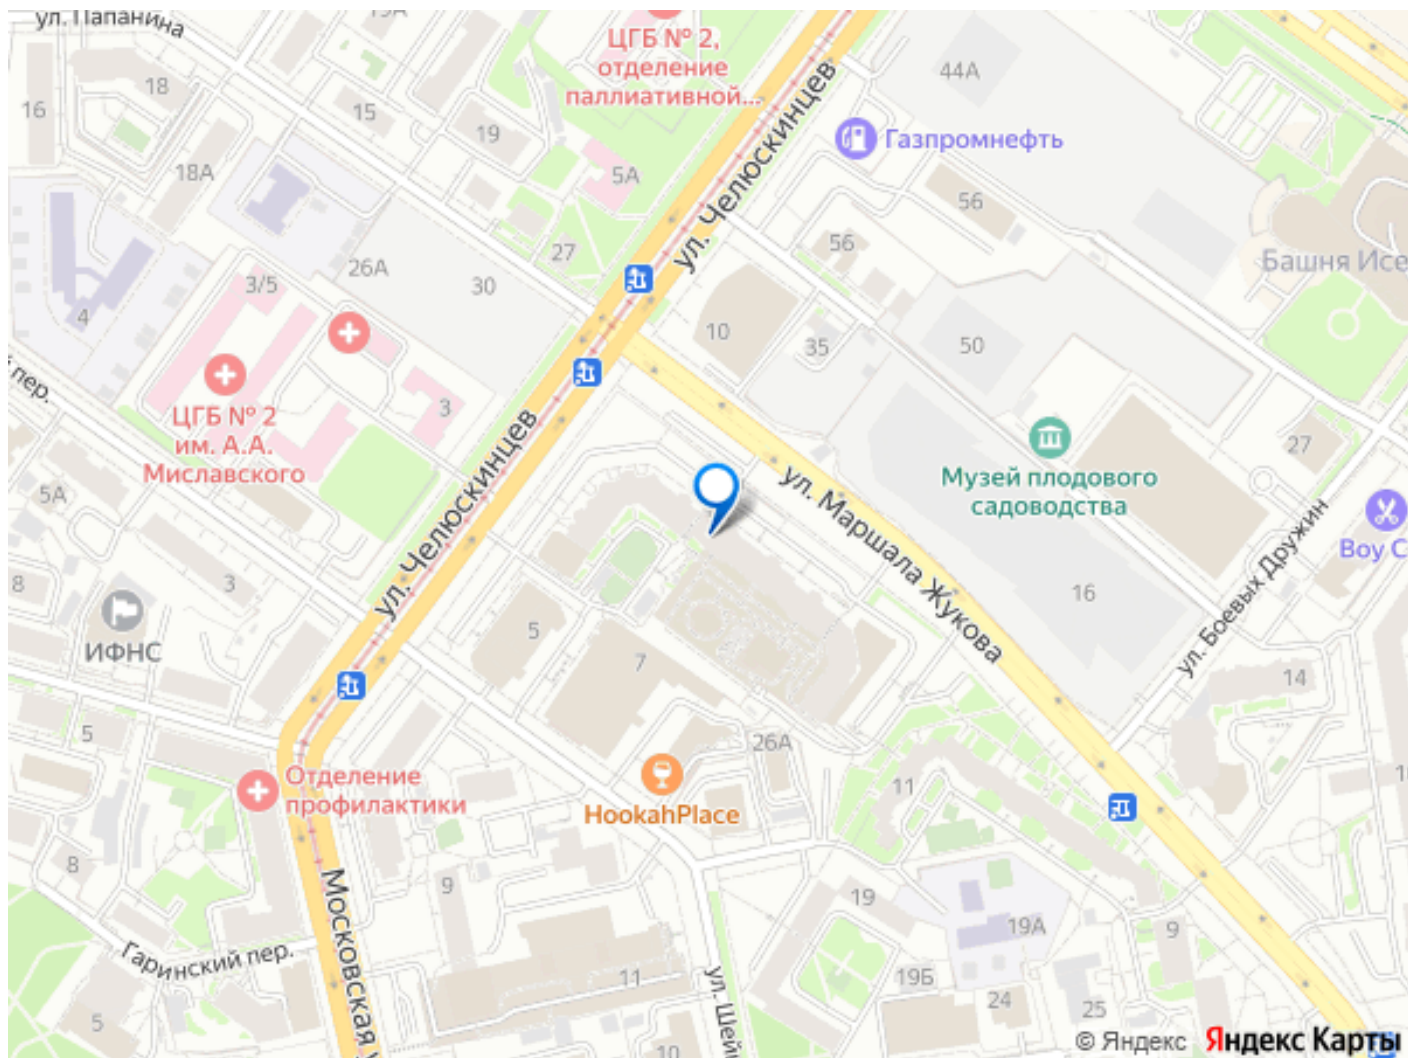 ул. Папанина
19А
ЦГБ № 2,
отделение
паллиативной...
44А
18
16
15
19
Газпромнефть
ул. Челюскинцев
18А
5А
56
56
27
Башня Исе
26А
3/5
30
4
10
35
50
пер.
3
ЦГБ № 2
им. А.А.
Миславского
27
Музей плодового
садоводства
5А
ул. Челюскинцев
ул. Маршала Жукова
Boy C
8
3
16
ул. Боевых Дружин
ИФНС
5
7
14
5
26А
11
Отделение
профилактики
HookahPlace
8
9
19
19А
9
Московская
Гаринский пер.
11
19Б
ул. Шей
24
25
5
10
© Яндекс Яндекс Карты